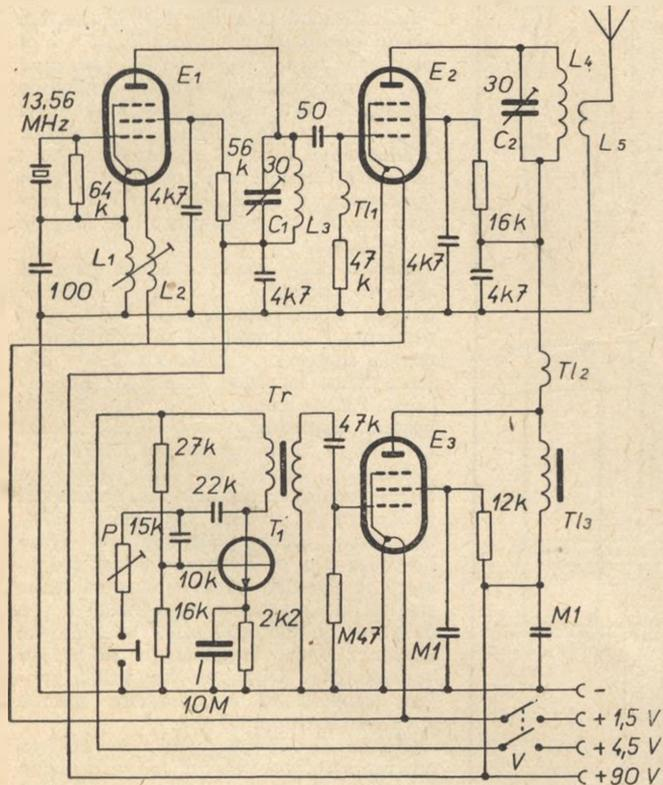 E1
E2
L4
13,56
MHz
50
30
C2
L5
56
k
30
64
k
4k7
C1
L3
Tl1
16k
L1
L2
100
4k7
47
k
4k7
4k7
Tl2
Tr
47k
E3
27k
22k
12k
P
15k
T1
Tl3
10k
16k
2k2
M47
M1
M1
10M
-
+ 1,5 V
+ 4,5 V
V
+90 V